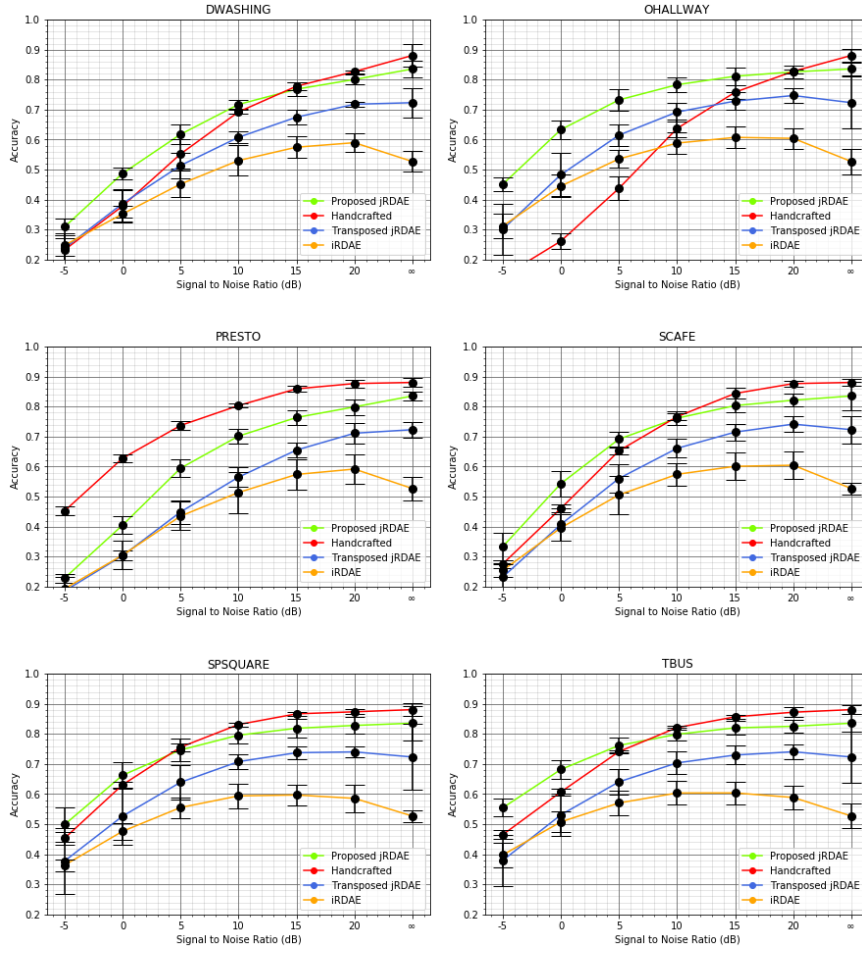 DWASHING
Accuracy
1.0
0.9
0.8
0.7
0.6
0.5
0.4
0.3
0.2
Proposed jRDAE
Handcrafted
Transposed jRDAE
iRDAE
-5 0 5 10 15 20 ∞
Signal to Noise Ratio (dB)
OHALLWAY
Accuracy
1.0
0.9
0.8
0.7
0.6
0.5
0.4
0.3
0.2
Proposed jRDAE
Handcrafted
Transposed jRDAE
iRDAE
-5 0 5 10 15 20 ∞
Signal to Noise Ratio (dB)
PRESTO
Accuracy
1.0
0.9
0.8
0.7
0.6
0.5
0.4
0.3
0.2
Proposed jRDAE
Handcrafted
Transposed jRDAE
iRDAE
-5 0 5 10 15 20 ∞
Signal to Noise Ratio (dB)
SCAFE
Accuracy
1.0
0.9
0.8
0.7
0.6
0.5
0.4
0.3
0.2
Proposed jRDAE
Handcrafted
Transposed jRDAE
iRDAE
-5 0 5 10 15 20 ∞
Signal to Noise Ratio (dB)
SPSQUARE
Accuracy
1.0
0.9
0.8
0.7
0.6
0.5
0.4
0.3
0.2
Proposed jRDAE
Handcrafted
Transposed jRDAE
iRDAE
-5 0 5 10 15 20 ∞
Signal to Noise Ratio (dB)
TBUS
Accuracy
1.0
0.9
0.8
0.7
0.6
0.5
0.4
0.3
0.2
Proposed jRDAE
Handcrafted
Transposed jRDAE
iRDAE
-5 0 5 10 15 20 ∞
Signal to Noise Ratio (dB)